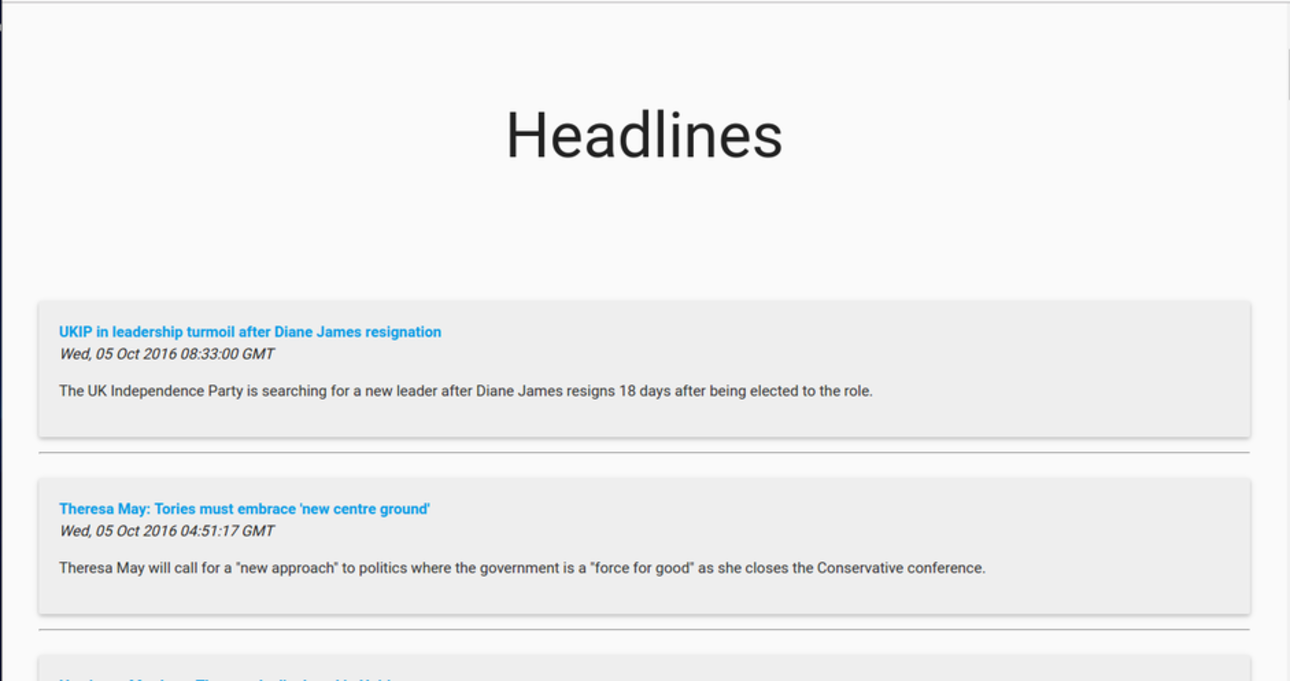 Headlines
UKIP in leadership turmoil after Diane James resignation
Wed, 05 Oct 2016 08:33:00 GMT
The UK Independence Party is searching for a new leader after Diane James resigns 18 days after being elected to the role.
Theresa May: Tories must embrace 'new centre ground'
Wed, 05 Oct 2016 04:51:17 GMT
Theresa May will call for a "new approach" to politics where the government is a "force for good" as she closes the Conservative conference.